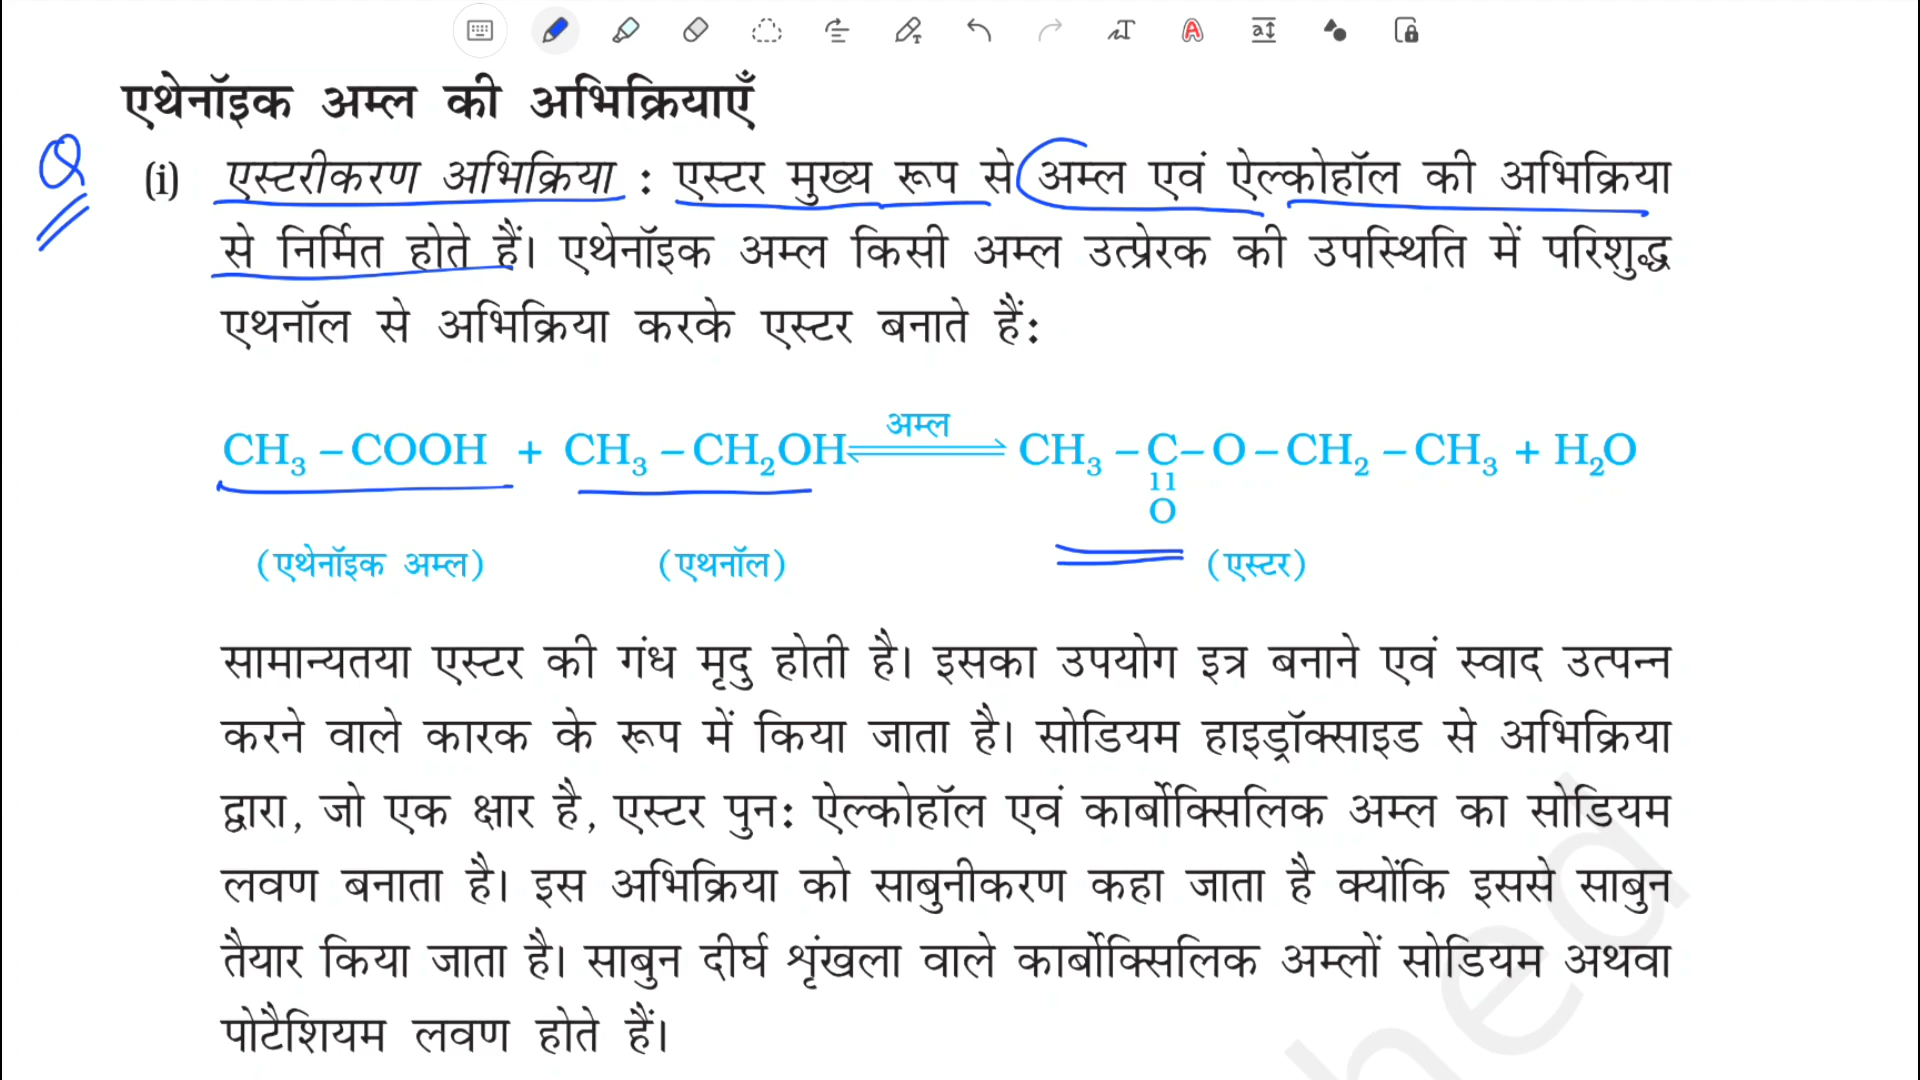 एथेनॉइक अम्ल की अभिक्रियाएँ
Q
(i) एस्टरीकरण अभिक्रिया : एस्टर मुख्य रूप से अम्ल एवं ऐल्कोहॉल की अभिक्रिया
से निर्मित होते हैं। एथेनॉइक अम्ल किसी अम्ल उत्प्रेरक की उपस्थिति में परिशुद्ध
एथनॉल से अभिक्रिया करके एस्टर बनाते हैं:
अम्ल
CH₃ – COOH + CH₃ – CH₂OH ⇌ CH₃ – C – O – CH₂ – CH₃ + H₂O
॥
O
(एथेनॉइक अम्ल) (एथनॉल) (एस्टर)
सामान्यतया एस्टर की गंध मृदु होती है। इसका उपयोग इत्र बनाने एवं स्वाद उत्पन्न
करने वाले कारक के रूप में किया जाता है। सोडियम हाइड्रॉक्साइड से अभिक्रिया
द्वारा, जो एक क्षार है, एस्टर पुन: ऐल्कोहॉल एवं कार्बोक्सिलिक अम्ल का सोडियम
लवण बनाता है। इस अभिक्रिया को साबुनीकरण कहा जाता है क्योंकि इससे साबुन
तैयार किया जाता है। साबुन दीर्घ शृंखला वाले कार्बोक्सिलिक अम्लों सोडियम अथवा
पोटैशियम लवण होते हैं।
hed